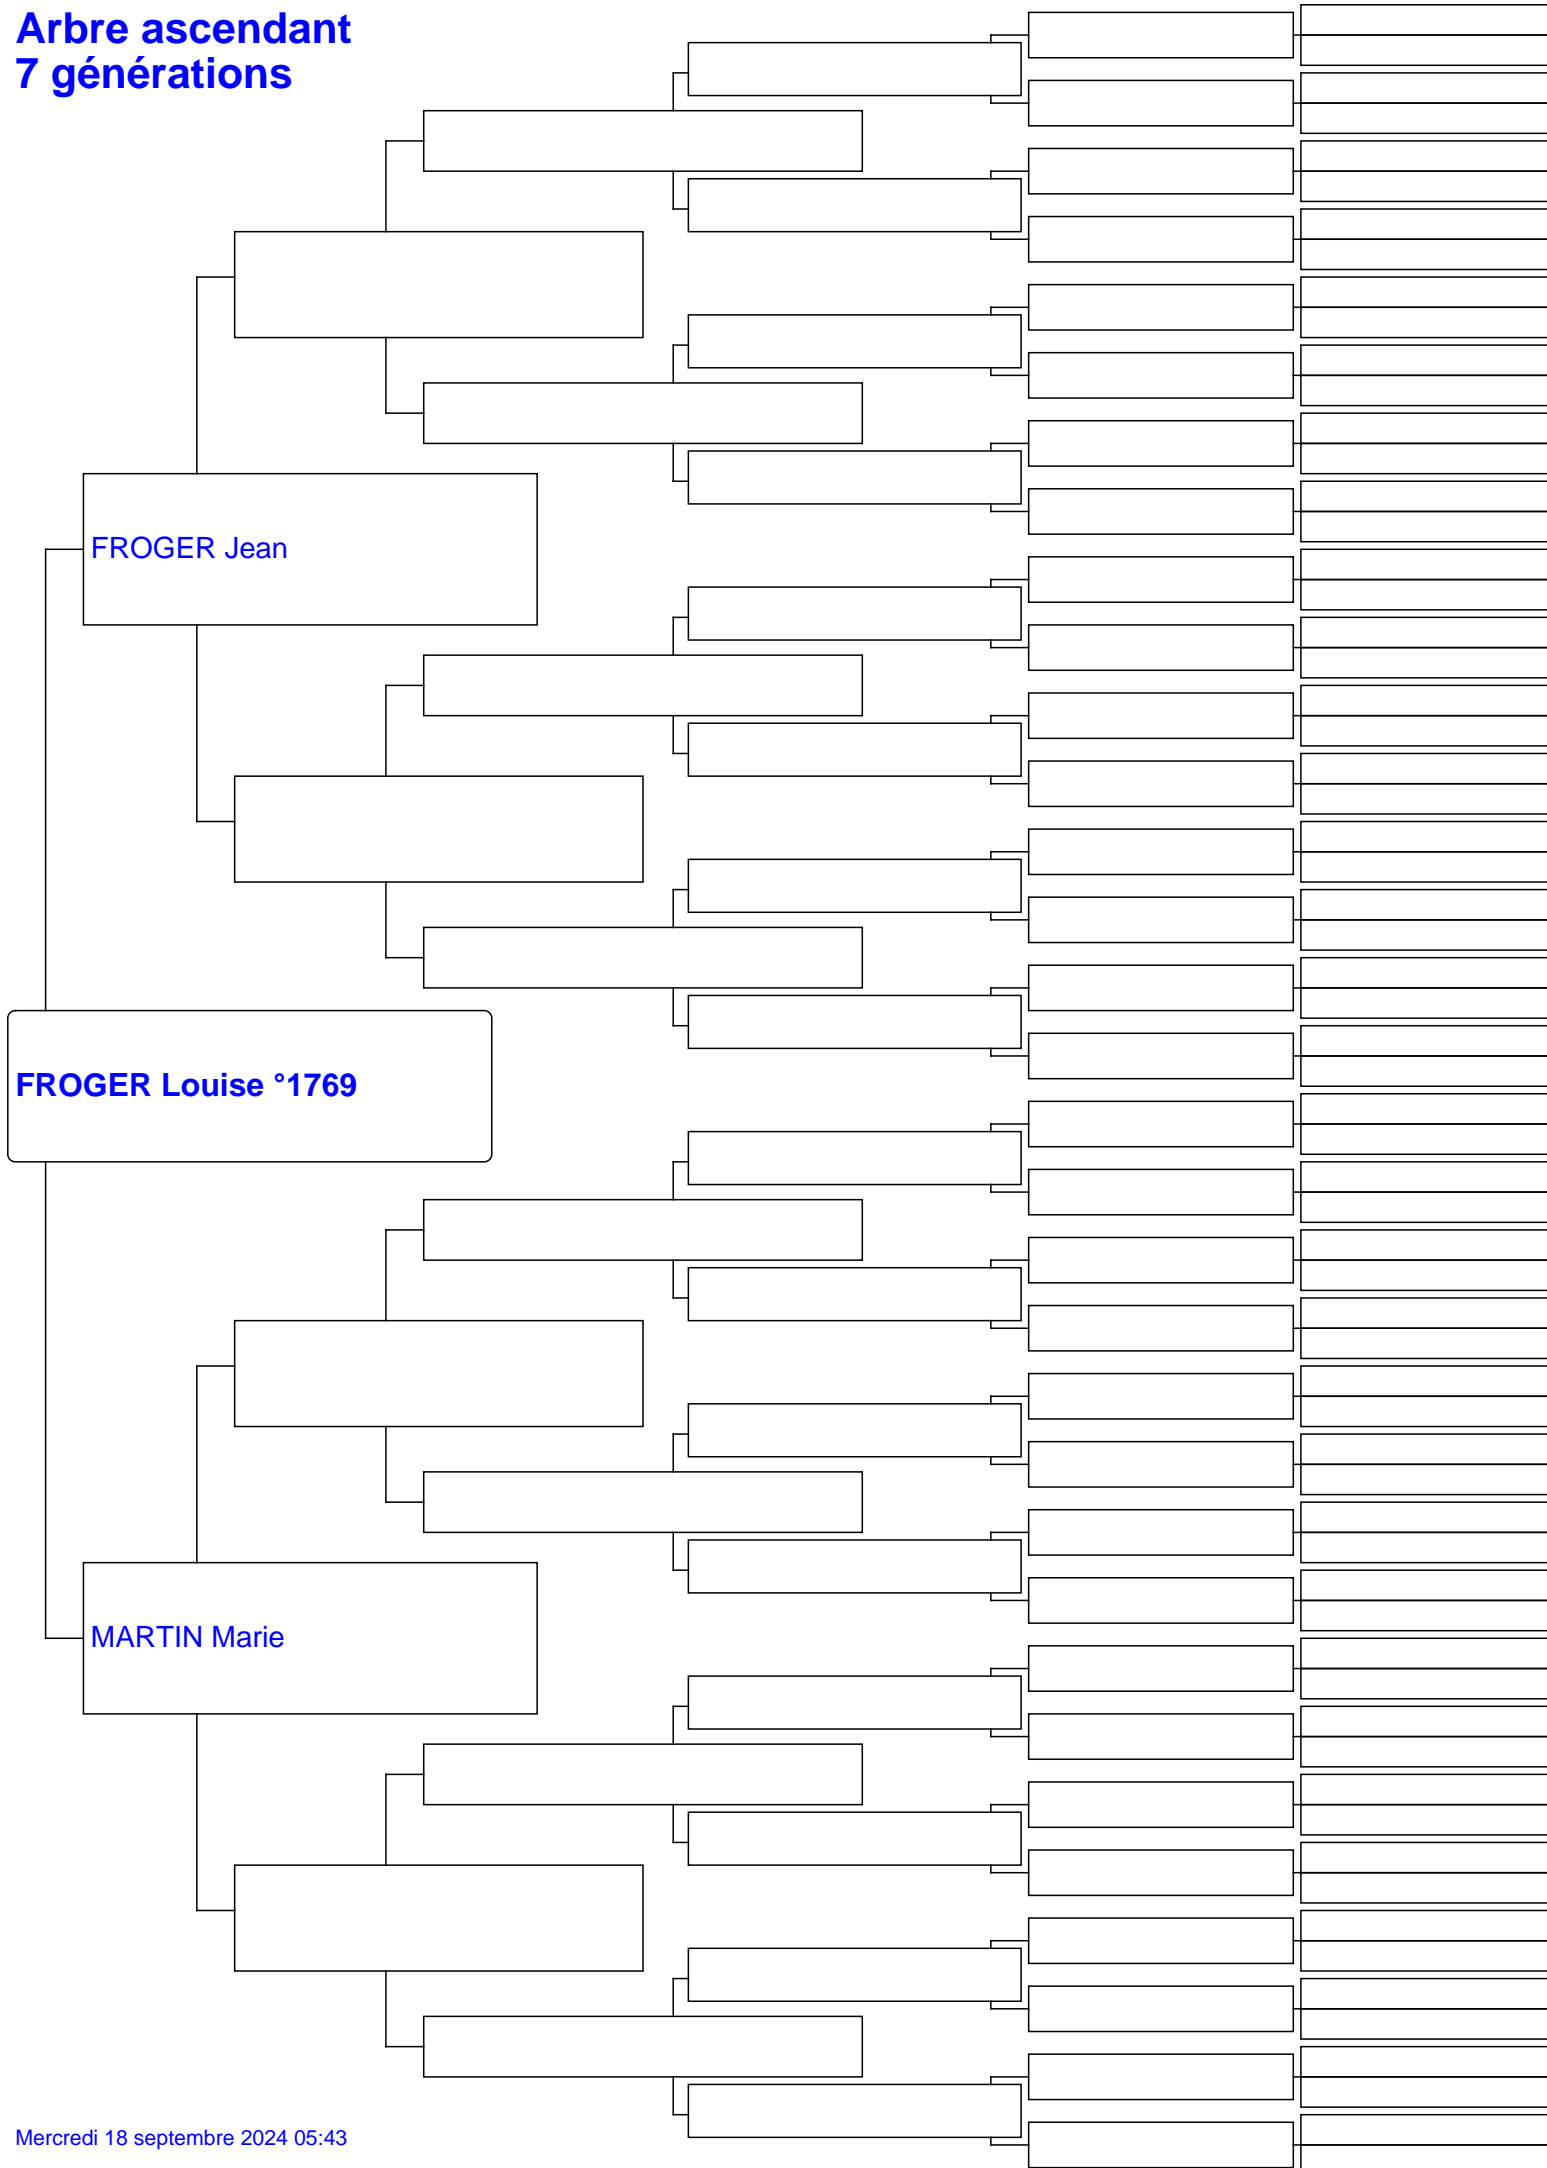 Arbre ascendant
7 générations
FROGER Jean
FROGER Louise °1769
MARTIN Marie
Mercredi 18 septembre 2024 05:43